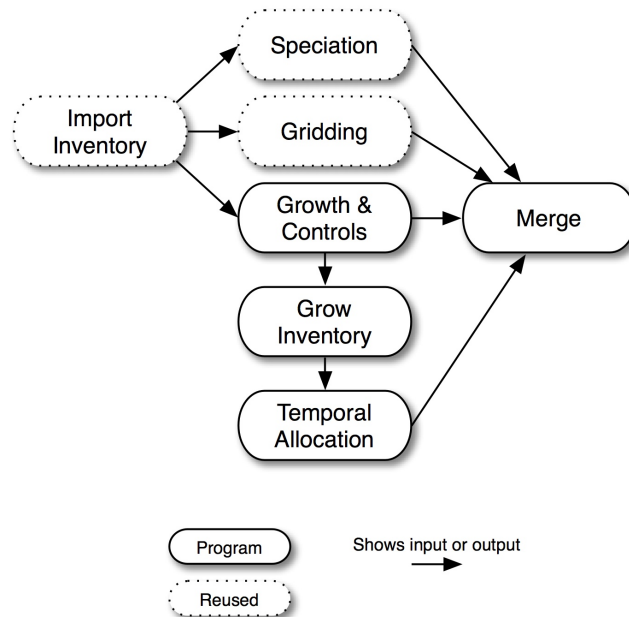 Speciation
Import
Inventory
Gridding
Growth &
Controls
Merge
Grow
Inventory
Temporal
Allocation
Program
Shows input or output
Reused